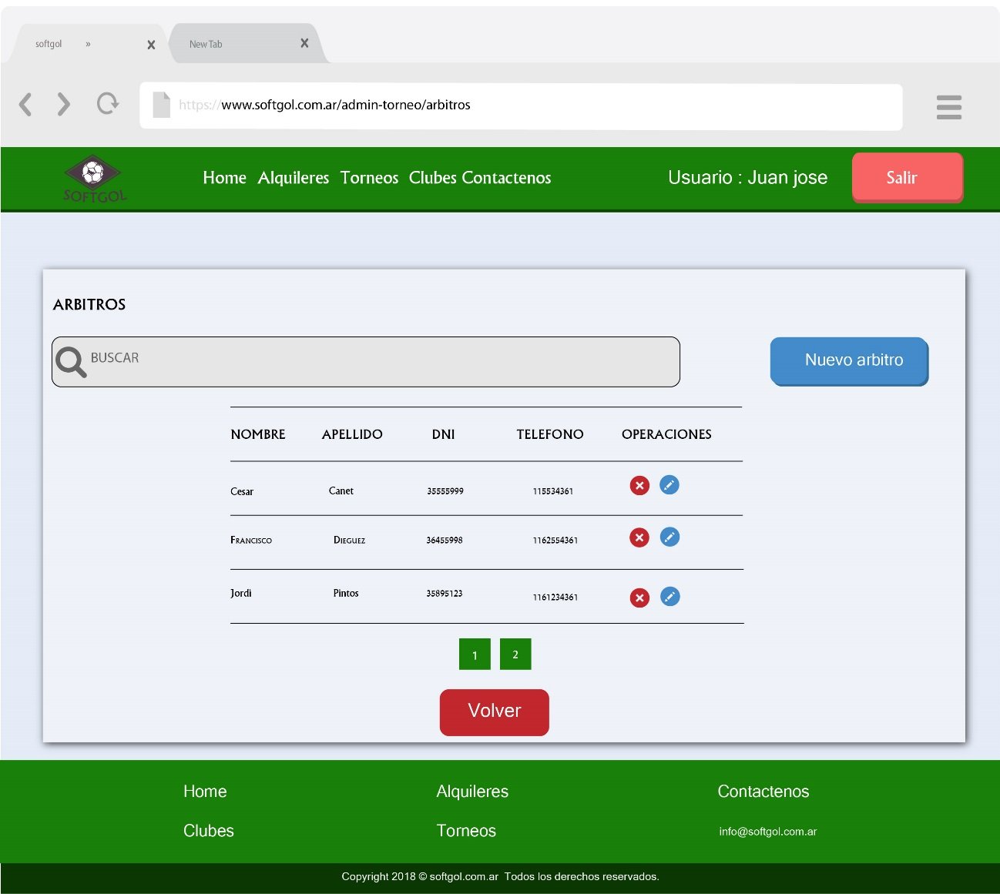 softgol » x New Tab x
https://www.softgol.com.ar/admin-torneo/arbitros
SOFTGOL Home Alquileres Torneos Clubes Contactenos Usuario : Juan jose Salir
ARBITROS
BUSCAR Nuevo arbitro
NOMBRE APELLIDO DNI TELEFONO OPERACIONES
Cesar Canet 35555999 115534361
Francisco Dieguez 36455998 1162554361
Jordi Pintos 35895123 1161234361
1 2
Volver
Home Alquileres Contactenos
Clubes Torneos info@softgol.com.ar
Copyright 2018 © softgol.com.ar Todos los derechos reservados.